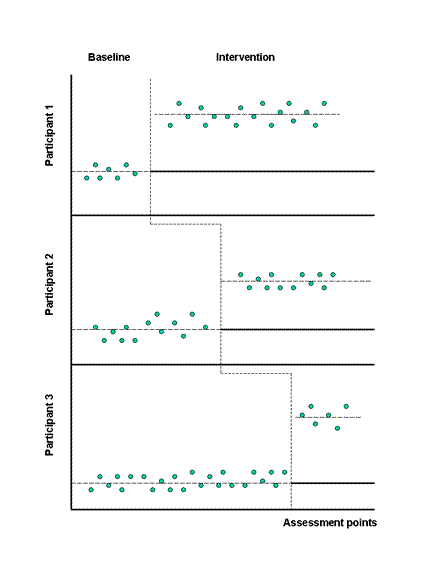 Baseline
Intervention
Participant 1
Participant 2
Participant 3
Assessment points